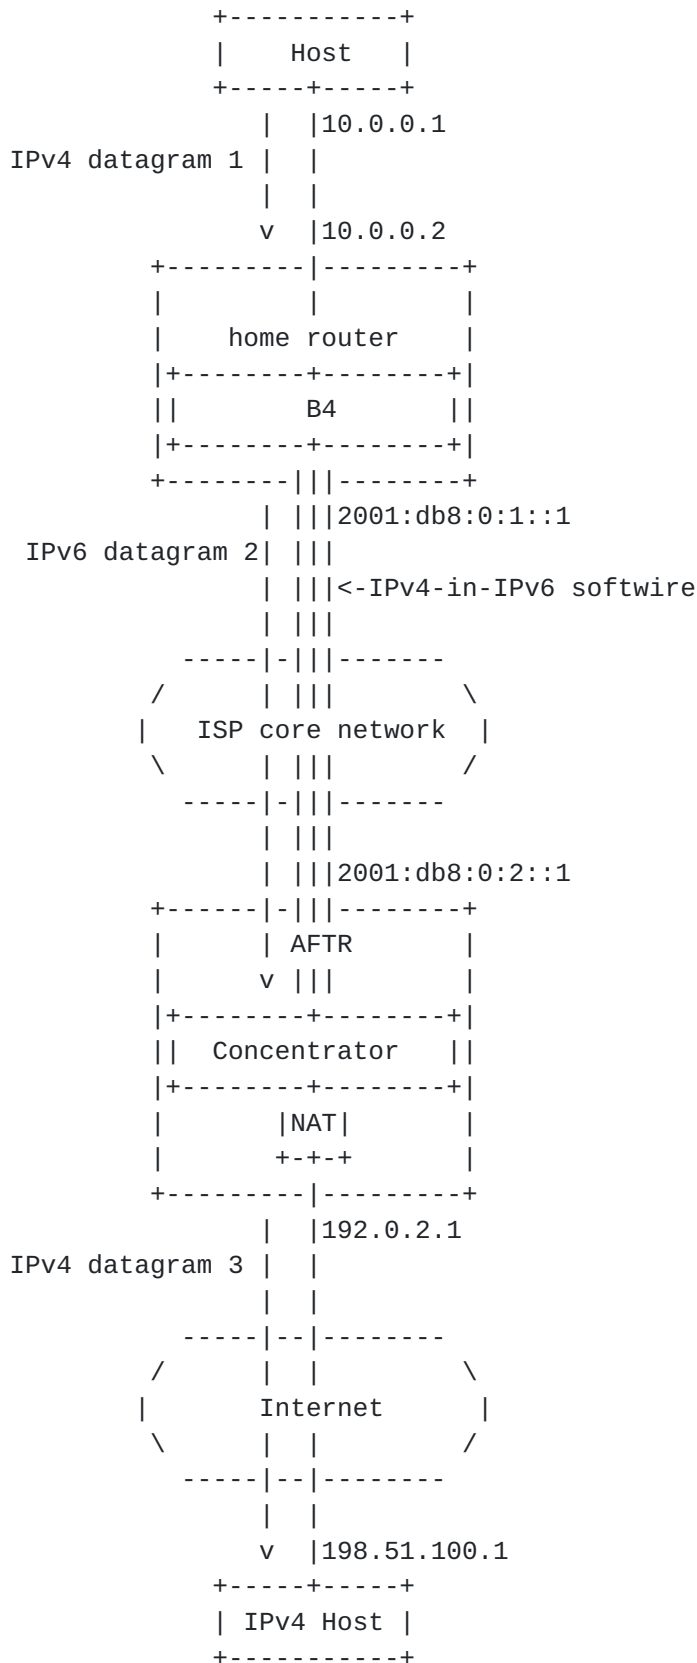 Host
10.0.0.1
IPv4 datagram 1
10.0.0.2
home router
B4
2001:db8:0:1::1
IPv6 datagram 2
<-IPv4-in-IPv6 softwire
ISP core network
2001:db8:0:2::1
AFTR
Concentrator
NAT
192.0.2.1
IPv4 datagram 3
Internet
198.51.100.1
IPv4 Host